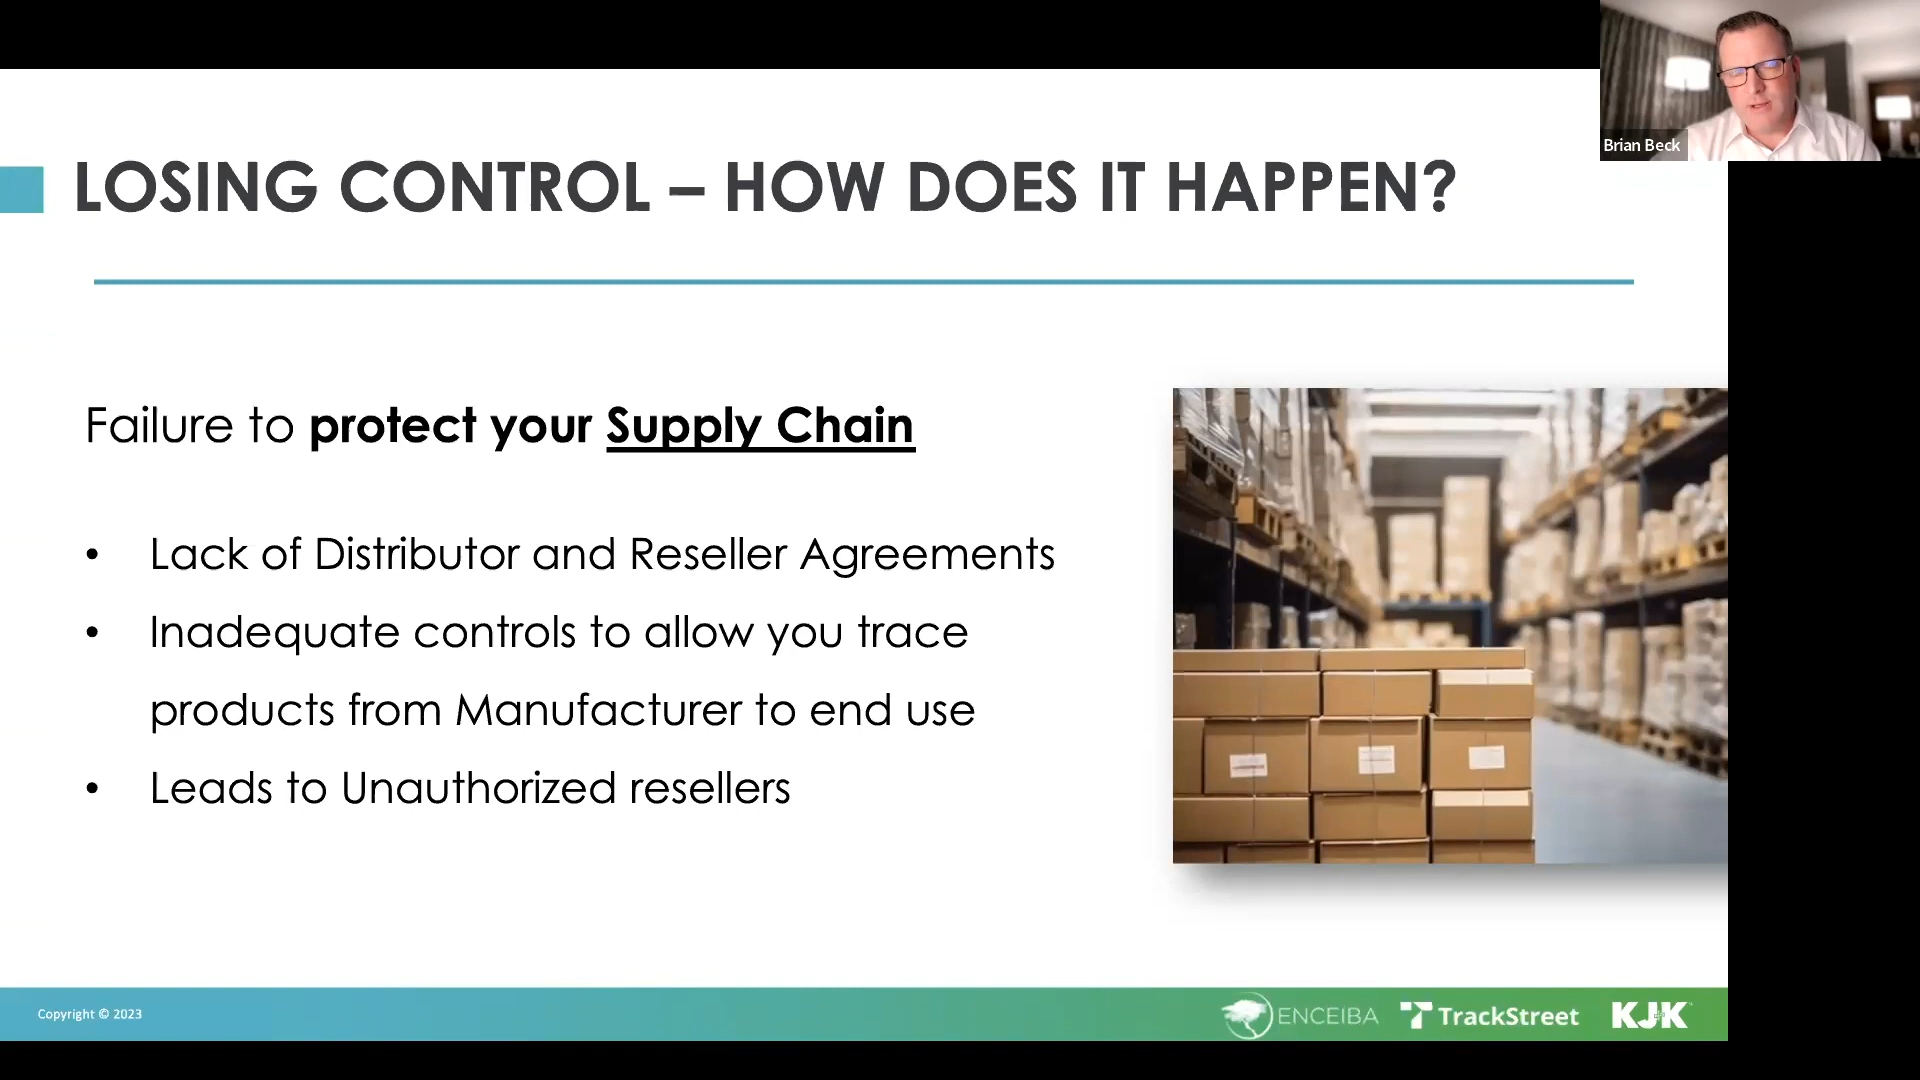 Brian Beck
LOSING CONTROL – HOW DOES IT HAPPEN?
Failure to protect your Supply Chain
• Lack of Distributor and Reseller Agreements
• Inadequate controls to allow you trace
products from Manufacturer to end use
• Leads to Unauthorized resellers
Copyright © 2023
ENCEIBA
TrackStreet
KJK